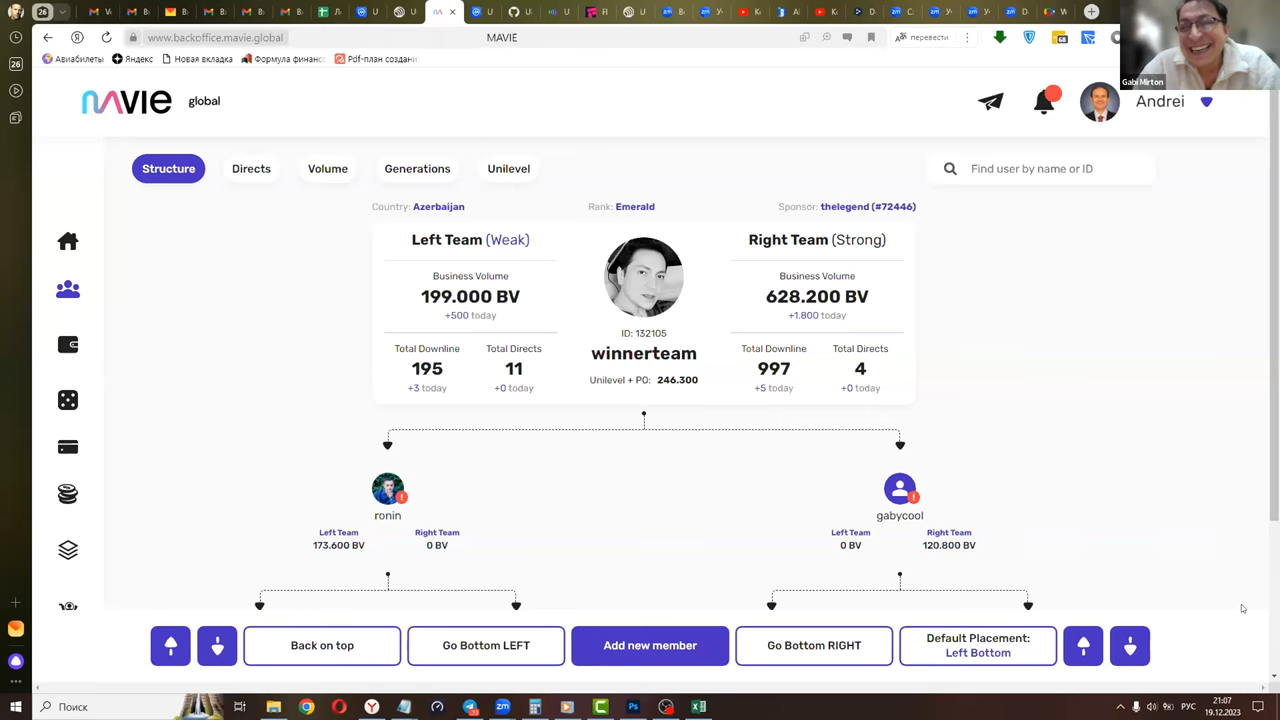 26
www.backoffice.mavie.global
MAVIE
перевести
68
Авиабилеты
Яндекс
Новая вкладка
Формула финанс
Pdf-план создани
Gabi Mirton
MAVIE global
Andrei
26
Structure
Directs
Volume
Generations
Unilevel
Find user by name or ID
Country: Azerbaijan
Rank: Emerald
Sponsor: thelegend (#72446)
Left Team (Weak)
Business Volume
199.000 BV
+500 today
Total Downline
195
+3 today
Total Directs
11
+0 today
ID: 132105
winnerteam
Unilevel + PO: 246.300
Right Team (Strong)
Business Volume
628.200 BV
+1.800 today
Total Downline
997
+5 today
Total Directs
4
+0 today
ronin
Left Team
173.600 BV
Right Team
0 BV
gabycool
Left Team
0 BV
Right Team
120.800 BV
Back on top
Go Bottom LEFT
Add new member
Go Bottom RIGHT
Default Placement:
Left Bottom
Поиск
РУС
21:07
19.12.2023